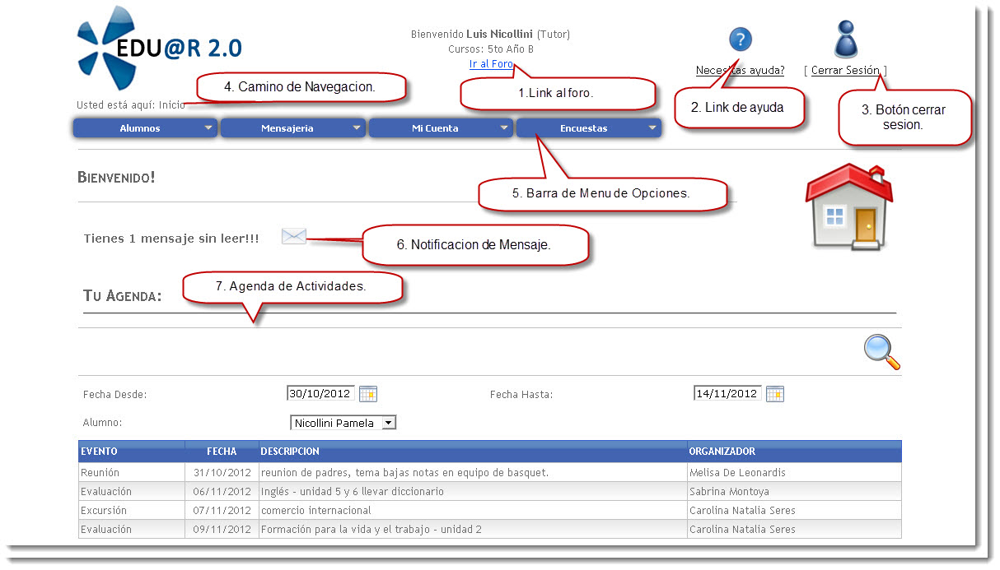 EDU@R 2.0
Bienvenido Luis Nicollini (Tutor)
Cursos: 5to Año B
Ir al Foro
Necesitas ayuda?
[ Cerrar Sesión ]
4. Camino de Navegacion.
1.Link al foro.
2. Link de ayuda
3. Botón cerrar
sesion.
Usted está aquí: Inicio
Alumnos Mensajeria Mi Cuenta Encuestas
BIENVENIDO!
5. Barra de Menu de Opciones.
Tienes 1 mensaje sin leer!!!
6. Notificacion de Mensaje.
7. Agenda de Actividades.
TU AGENDA:
Fecha Desde: 30/10/2012 Fecha Hasta: 14/11/2012
Alumno: Nicollini Pamela
EVENTO FECHA DESCRIPCION ORGANIZADOR
Reunión 31/10/2012 reunion de padres, tema bajas notas en equipo de basquet. Melisa De Leonardis
Evaluación 06/11/2012 Inglés - unidad 5 y 6 llevar diccionario Sabrina Montoya
Excursión 07/11/2012 comercio internacional Carolina Natalia Seres
Evaluación 09/11/2012 Formación para la vida y el trabajo - unidad 2 Carolina Natalia Seres